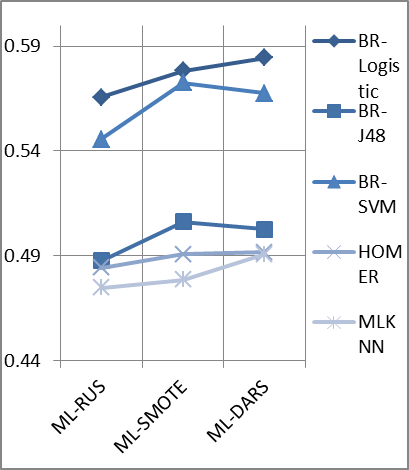 0.59
0.54
0.49
0.44
ML-RUS
ML-SMOTE
ML-DARS
BR-
Logis
tic
BR-
J48
BR-
SVM
HOM
ER
MLK
NN